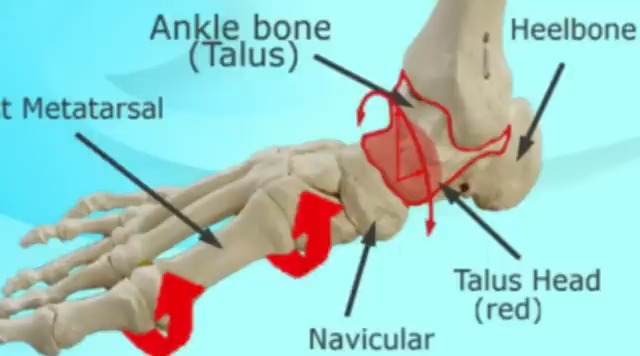 Ankle bone
(Talus)
Heelbone
t Metatarsal
Talus Head
(red)
Navicular